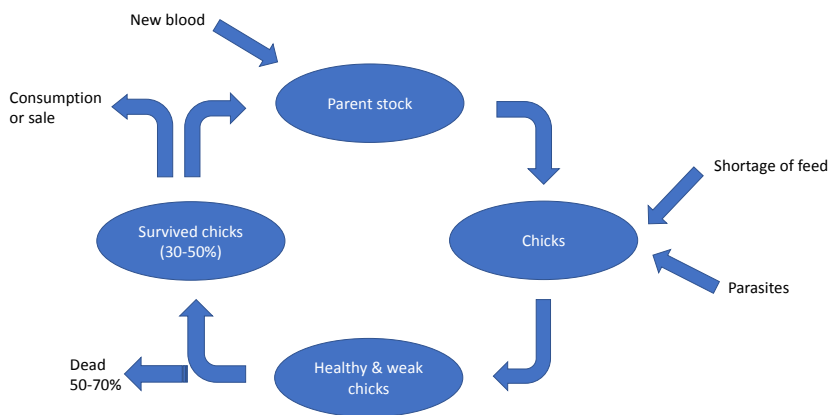 New blood
Parent stock
Consumption
or sale
Shortage of feed
Survived chicks
(30-50%)
Chicks
Parasites
Dead
50-70%
Healthy & weak
chicks